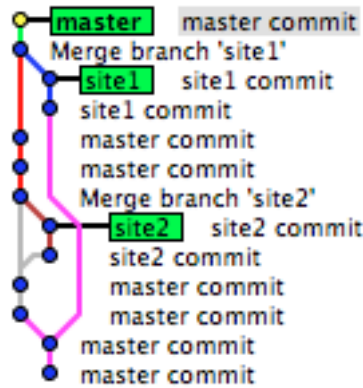 master master commit
Merge branch 'site1'
site1 site1 commit
site1 commit
master commit
master commit
Merge branch 'site2'
site2 site2 commit
site2 commit
master commit
master commit
master commit
master commit